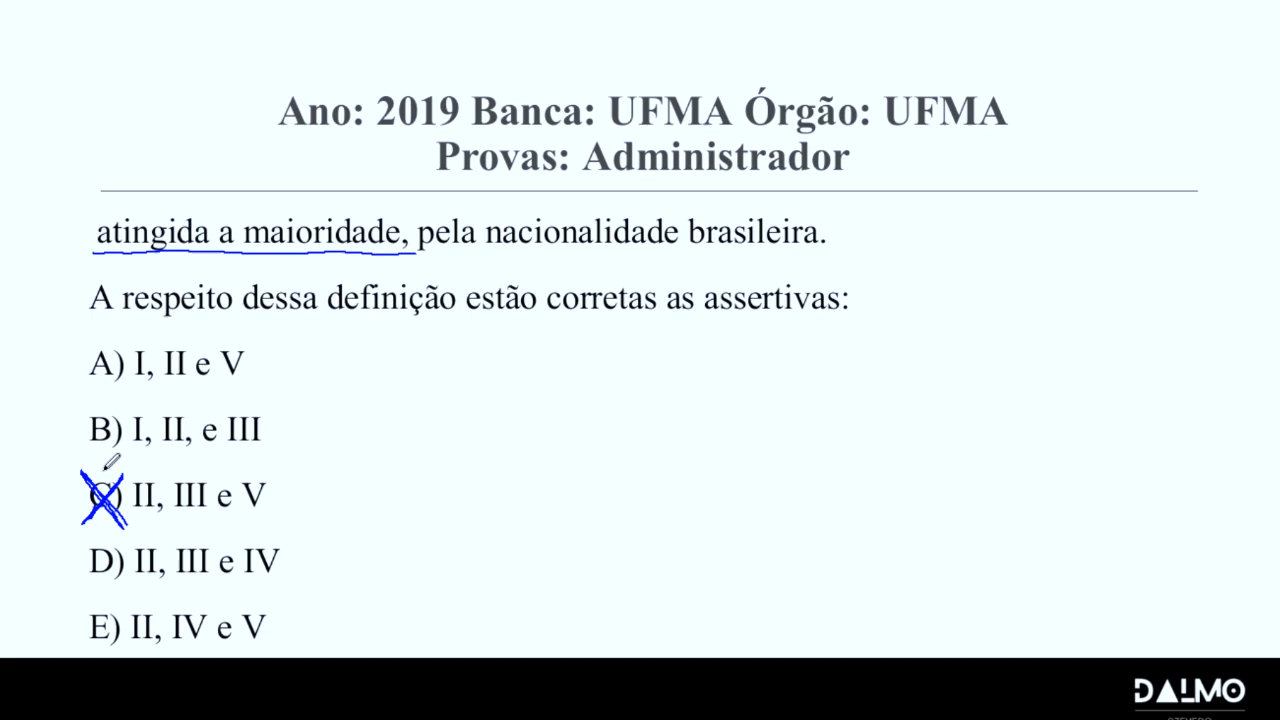 Ano: 2019 Banca: UFMA Órgão: UFMA
Provas: Administrador
atingida a maioridade, pela nacionalidade brasileira.
A respeito dessa definição estão corretas as assertivas:
A) I, II e V
B) I, II, e III
C) II, III e V
D) II, III e IV
E) II, IV e V
DALMO